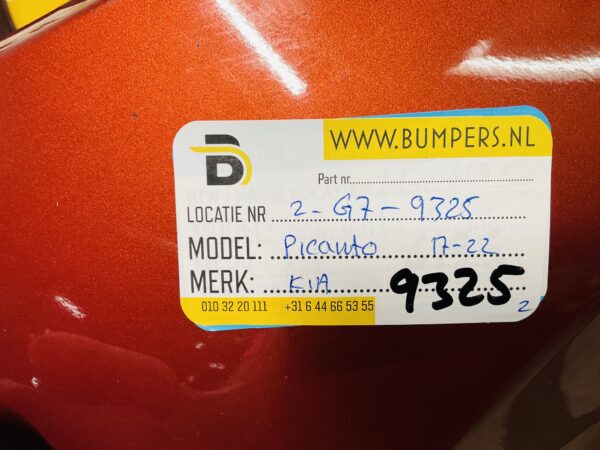 WWW.BUMPERS.NL
Part nr
LOCATIE NR 2-G7-9325
MODEL: Picanto 17-22
MERK: KIA
9325
010 32 20 111 +31 6 44 66 53 55
2